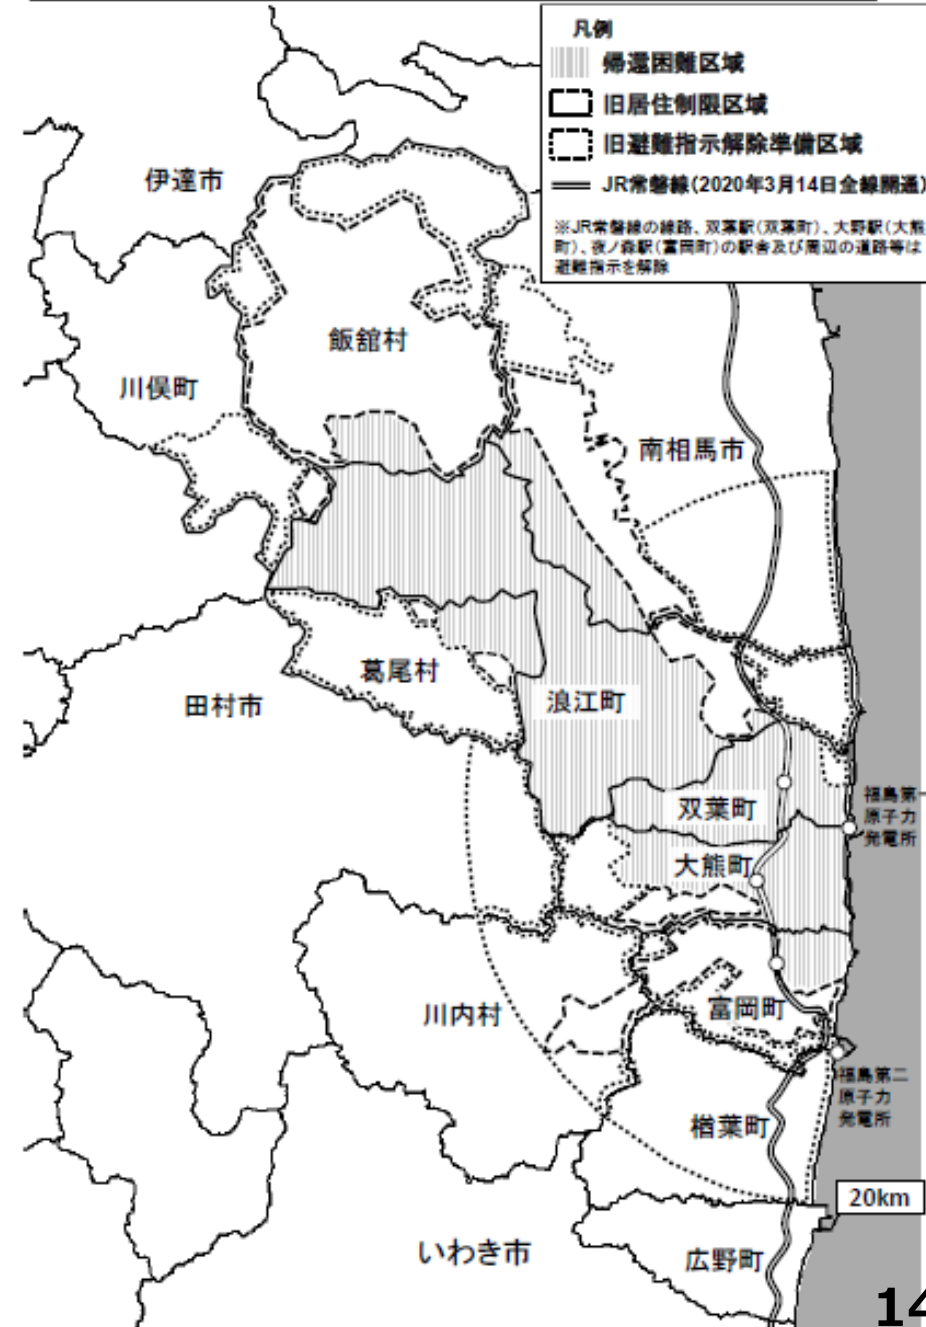 凡例
帰還困難区域
旧居住制限区域
旧避難指示解除準備区域
JR常磐線(2020年3月14日全線開通)
※JR常磐線の線路、双葉駅(双葉町)、大野駅(大熊
町)、夜ノ森駅(富岡町)の駅舎及び周辺の道路等は
避難指示を解除
伊達市
飯舘村
川俣町
南相馬市
葛尾村
田村市
浪江町
双葉町
福島第一
原子力
発電所
大熊町
川内村
富岡町
福島第二
原子力
発電所
楢葉町
20km
いわき市
広野町
14